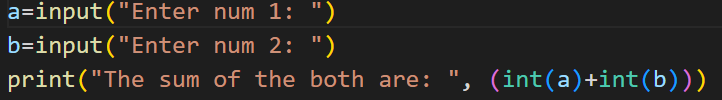 a=input("Enter num 1: ")
b=input("Enter num 2: ")
print("The sum of the both are: ", (int(a)+int(b)))